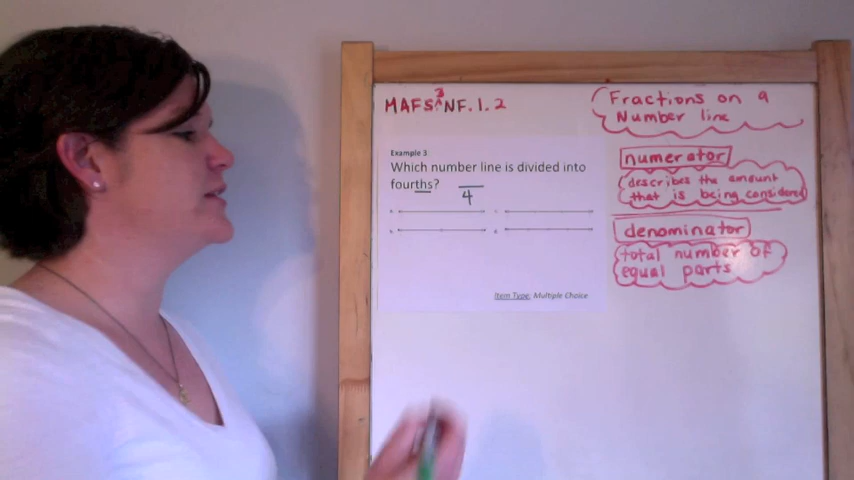 MAFS.3.NF.1.2
Fractions on a
Number line
Example 3
Which number line is divided into
fourths?
4
a.
c.
b.
d.
Item Type: Multiple Choice
numerator
describes the amount
that is being considered
denominator
total number of
equal parts